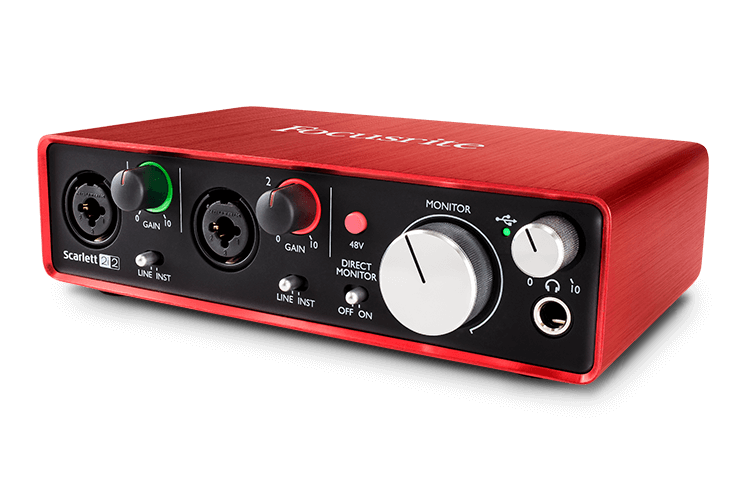 Focusrite
1
0
10
GAIN
2
0
10
GAIN
48V
MONITOR
0
10
Scarlett 2i2
LINE INST
LINE INST
DIRECT
MONITOR
OFF ON